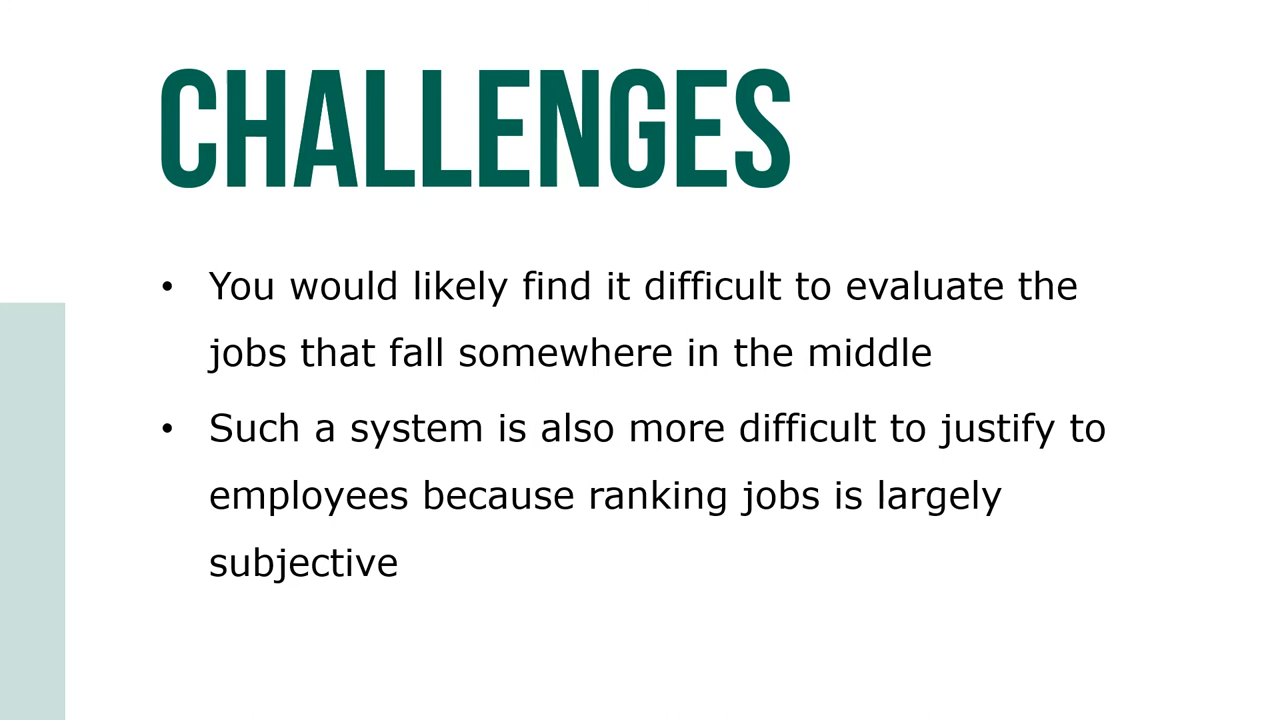 CHALLENGES
• You would likely find it difficult to evaluate the
jobs that fall somewhere in the middle
• Such a system is also more difficult to justify to
employees because ranking jobs is largely
subjective